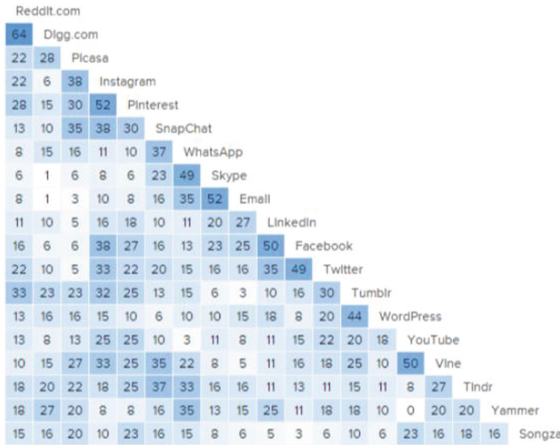 Reddit.com
64 Digg.com
22 28 Picasa
22 6 38 Instagram
28 15 30 52 Pinterest
13 10 35 38 30 SnapChat
8 15 16 11 10 37 WhatsApp
6 1 6 8 6 23 49 Skype
8 1 3 10 8 16 35 52 Email
11 10 5 16 18 10 11 20 27 LinkedIn
16 6 6 38 27 16 13 23 25 50 Facebook
22 10 5 33 22 20 15 16 16 35 49 Twitter
33 23 23 32 25 13 15 6 3 10 16 30 Tumblr
13 16 16 15 10 6 10 10 15 18 8 20 44 WordPress
13 8 13 25 25 10 3 11 8 11 15 22 20 18 YouTube
10 15 27 33 25 35 22 8 5 11 16 18 25 10 50 Vine
18 20 22 18 25 37 33 16 16 11 13 11 15 11 8 27 Tindr
18 27 20 8 8 16 35 13 15 25 11 18 18 10 0 20 20 Yammer
15 16 20 10 23 16 15 8 6 5 3 6 10 6 23 16 18 16 Songza